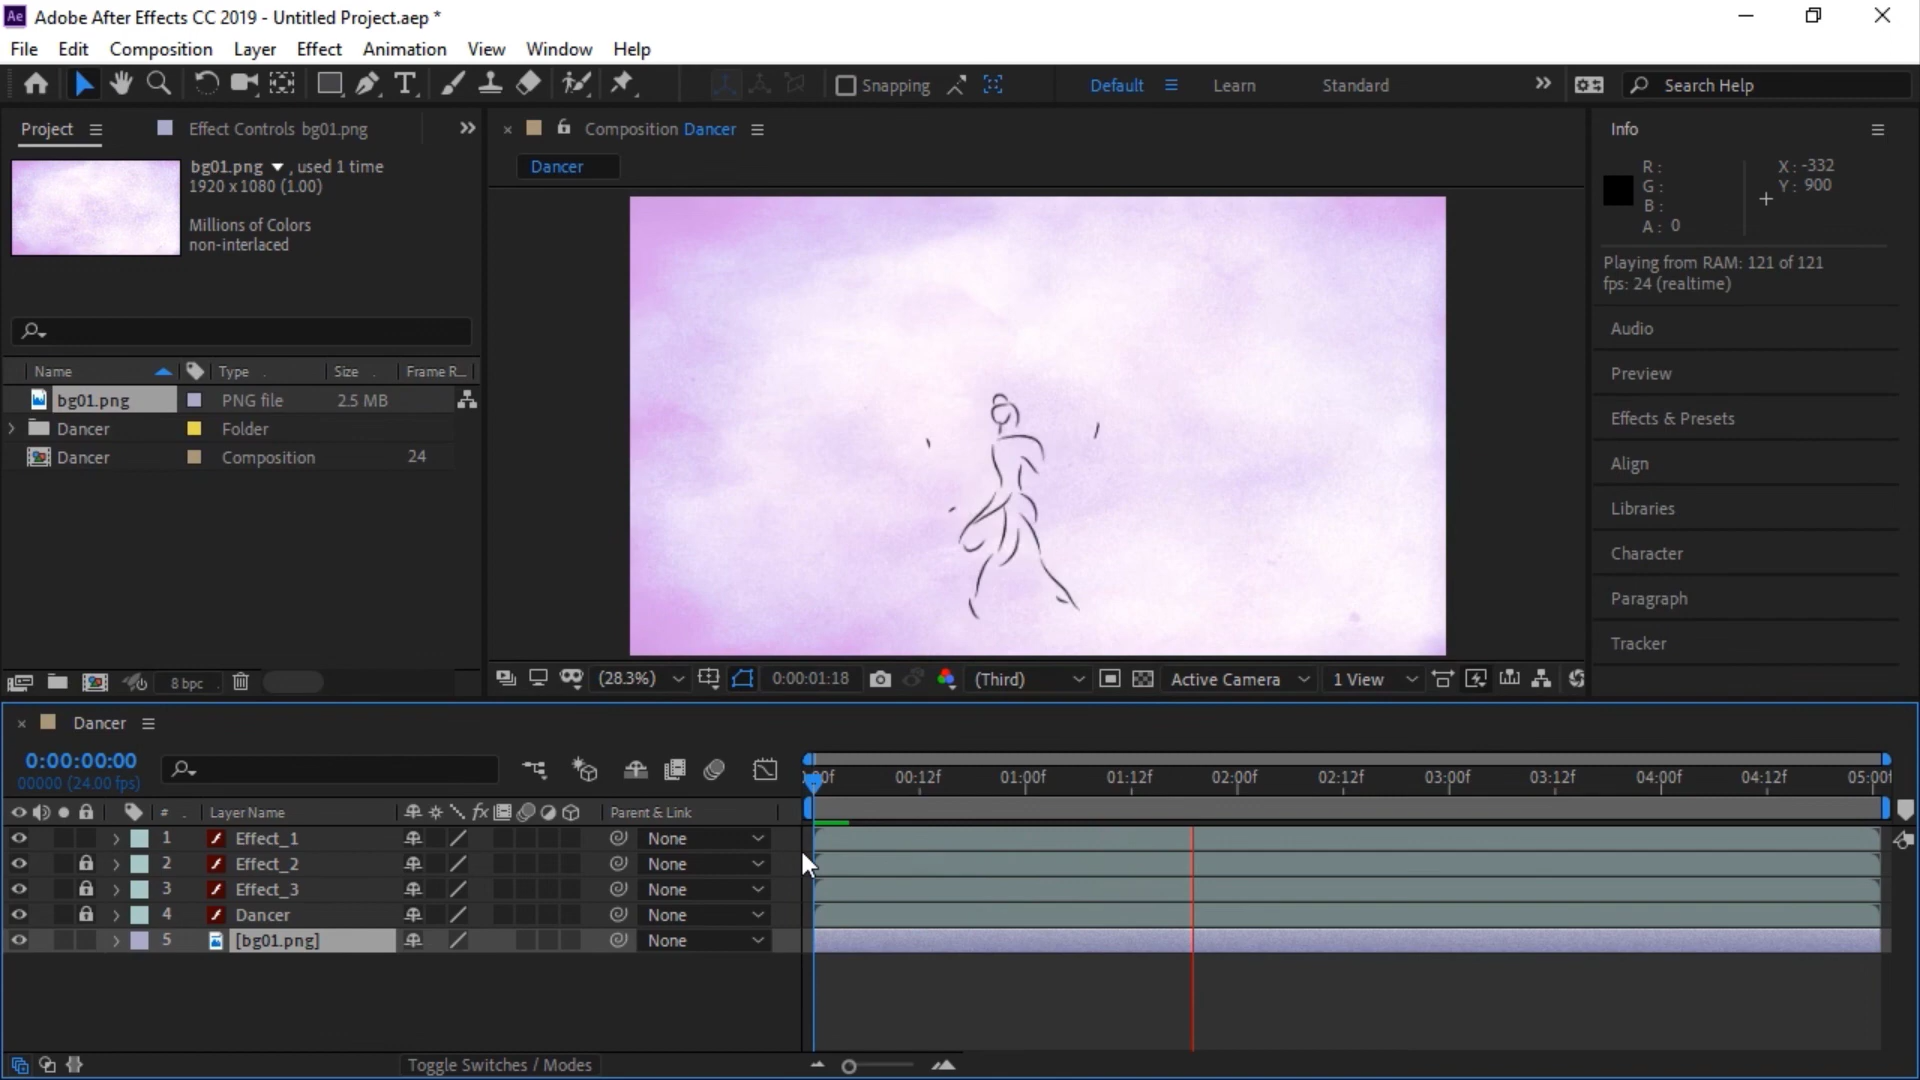 Ae Adobe After Effects CC 2019 - Untitled Project.aep *
File Edit Composition Layer Effect Animation View Window Help
T Snapping Default Learn Standard Search Help
Project Effect Controls bg01.png
bg01.png , used 1 time
1920 x 1080 (1.00)
Millions of Colors
non-interlaced
Name Type Size Frame R...
bg01.png PNG file 2.5 MB
Dancer Folder
Dancer Composition 24
8 bpc
Composition Dancer
Dancer
(28.3%) 0:00:01:18 (Third) Active Camera 1 View
Info
R :
G :
B :
A : 0
X : -332
Y : 900
Playing from RAM: 121 of 121
fps: 24 (realtime)
Audio
Preview
Effects & Presets
Align
Libraries
Character
Paragraph
Tracker
Dancer
0:00:00:00
00000 (24.00 fps)
00f 00:12f 01:00f 01:12f 02:00f 02:12f 03:00f 03:12f 04:00f 04:12f 05:00f
# Layer Name fx Parent & Link
1 Effect_1 None
2 Effect_2 None
3 Effect_3 None
4 Dancer None
5 [bg01.png] None
Toggle Switches / Modes